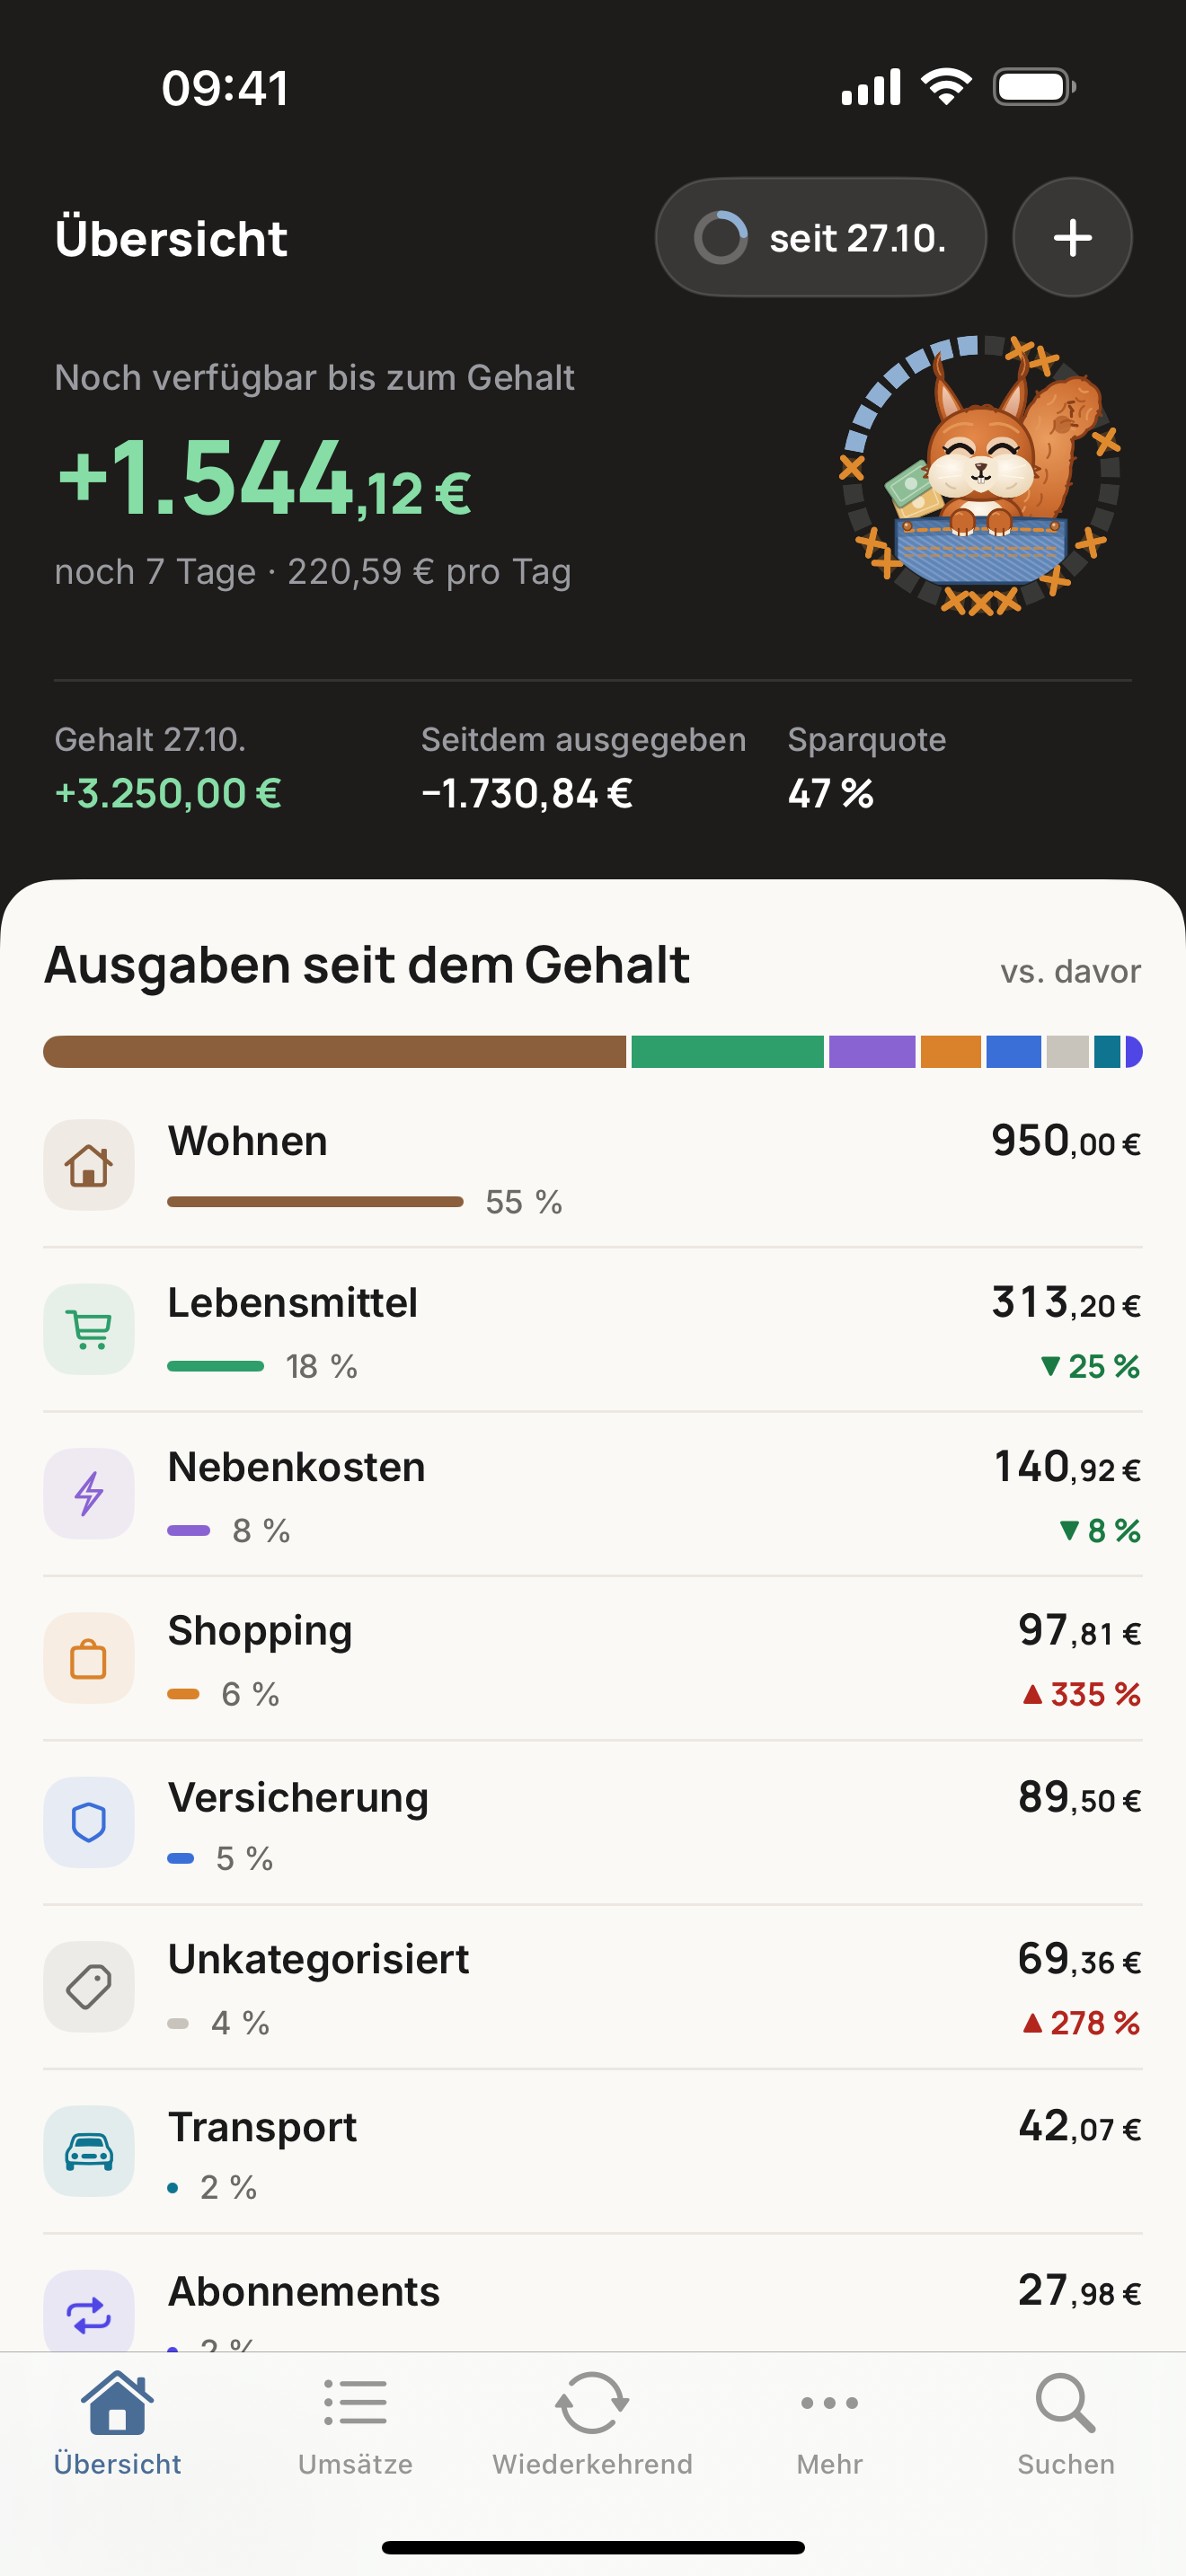 09:41
Übersicht
seit 27.10.
Noch verfügbar bis zum Gehalt
+1.544,12 €
noch 7 Tage · 220,59 € pro Tag
Gehalt 27.10. Seitdem ausgegeben Sparquote
+3.250,00 € −1.730,84 € 47 %
Ausgaben seit dem Gehalt vs. davor
Wohnen 950,00 €
55 %
Lebensmittel 313,20 €
18 % ▼ 25 %
Nebenkosten 140,92 €
8 % ▼ 8 %
Shopping 97,81 €
6 % ▲ 335 %
Versicherung 89,50 €
5 %
Unkategorisiert 69,36 €
4 % ▲ 278 %
Transport 42,07 €
2 %
Abonnements 27,98 €
2 %
Übersicht Umsätze Wiederkehrend Mehr Suchen